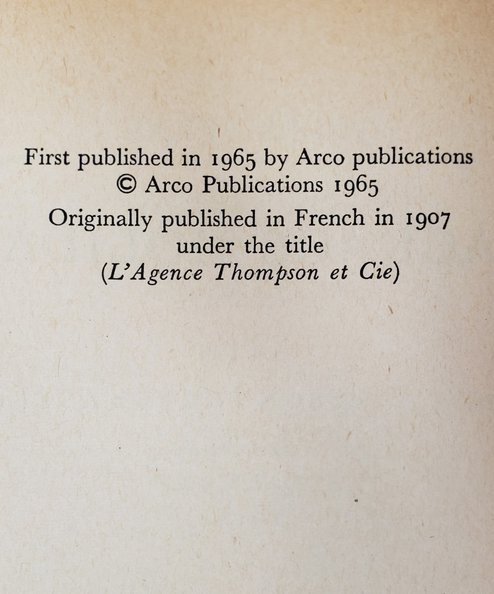 First published in 1965 by Arco publications
© Arco Publications 1965
Originally published in French in 1907
under the title
(L'Agence Thompson et Cie)